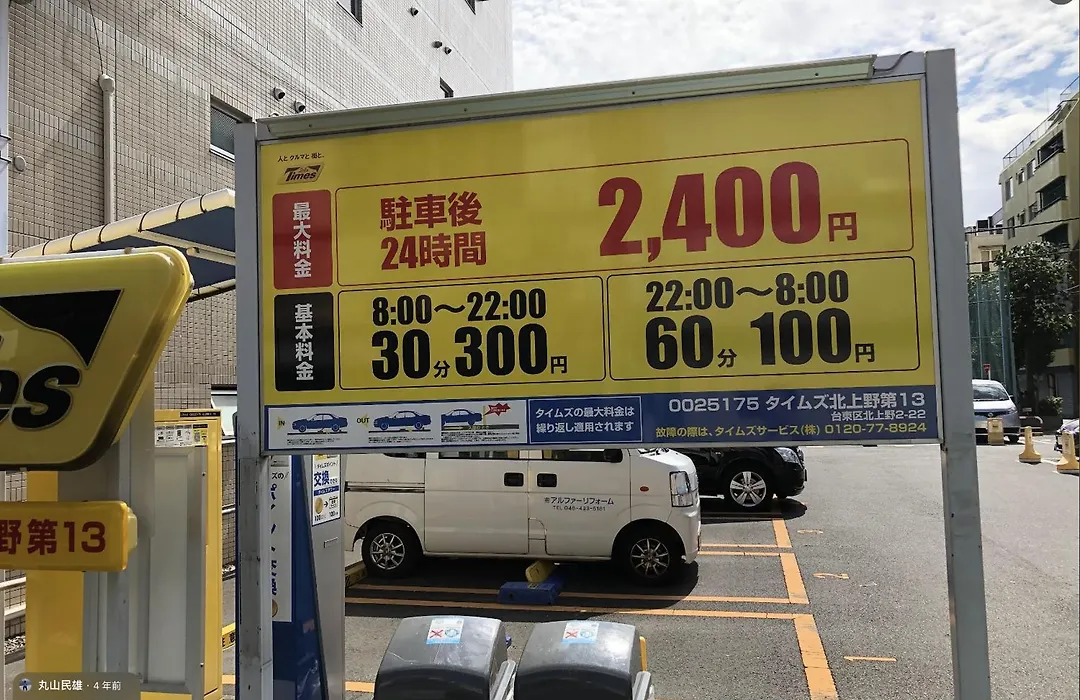 人と クルマと 街と。
Times
最大料金
駐車後
24時間
2,400円
基本料金
8:00〜22:00
30分 300円
22:00〜8:00
60分 100円
IN
OUT
タイムズの最大料金は
繰り返し適用されます
0025175 タイムズ北上野第13
台東区北上野2-22
故障の際は、タイムズサービス(株) 0120-77-8924
es
野第13
交換
アルファーリフォーム
丸山民雄・4 年前